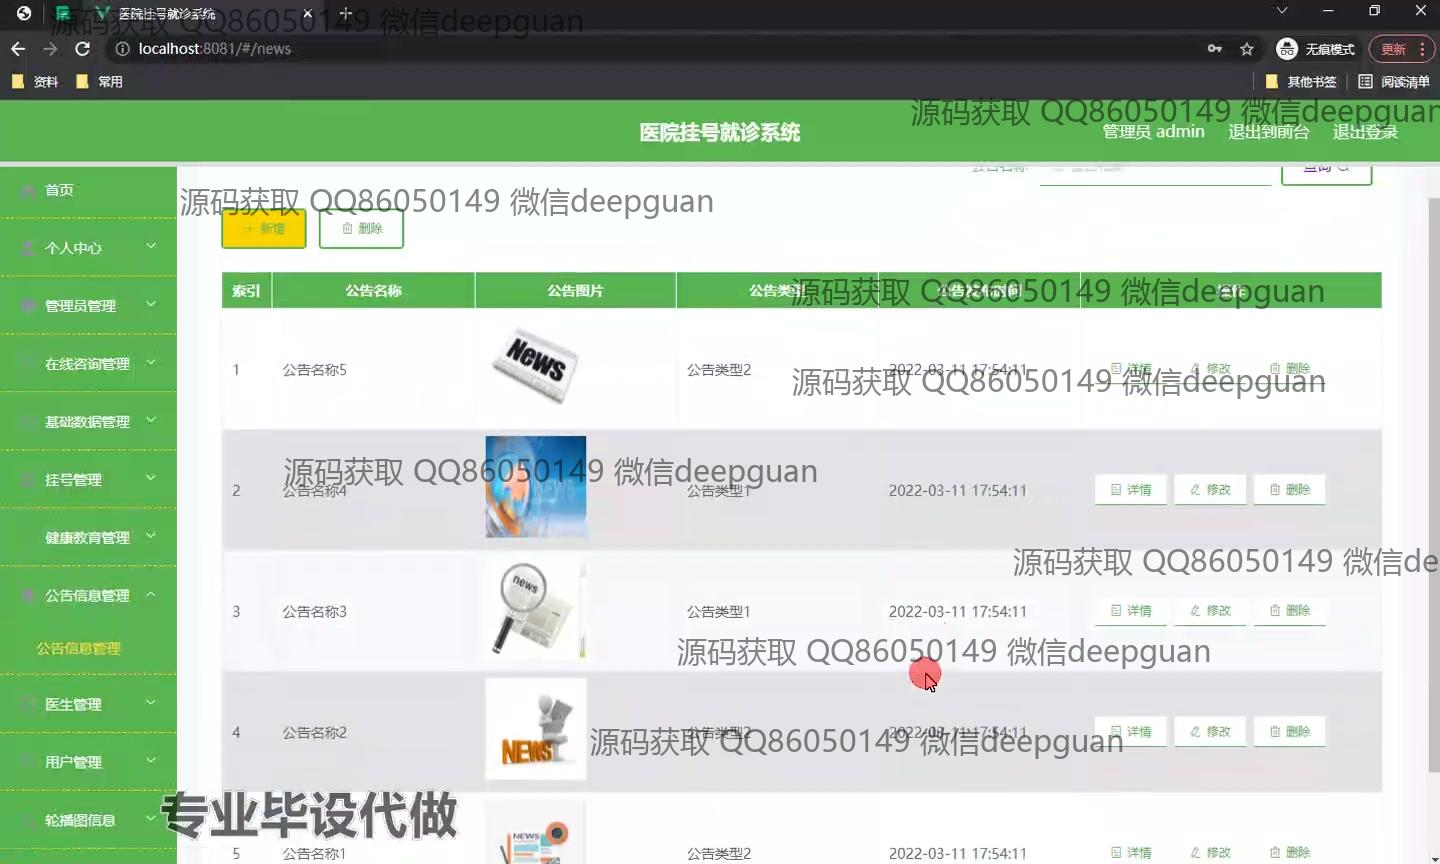 医院挂号就诊系统
源码获取 QQ86050149 微信deepguan
localhost:8081/#/news
无痕模式
更新
资料
常用
其他书签
阅读清单
源码获取 QQ86050149 微信deepguan
医院挂号就诊系统
管理员 admin
退出到前台
退出登录
公告名称
查询
首页
个人中心
管理员管理
在线咨询管理
基础数据管理
挂号管理
健康教育管理
公告信息管理
公告信息管理
医生管理
用户管理
轮播图信息
源码获取 QQ86050149 微信deepguan
新增
删除
索引 公告名称 公告图片 公告类型 公告发布时间 操作
源码获取 QQ86050149 微信deepguan
1 公告名称5 News 公告类型2 2022-03-11 17:54:11 详情 修改 删除
源码获取 QQ86050149 微信deepguan
源码获取 QQ86050149 微信deepguan
2 公告名称4 公告类型1 2022-03-11 17:54:11 详情 修改 删除
源码获取 QQ86050149 微信de
3 公告名称3 news 公告类型1 2022-03-11 17:54:11 详情 修改 删除
源码获取 QQ86050149 微信deepguan
4 公告名称2 NEWS 公告类型2 2022-03-11 17:54:11 详情 修改 删除
源码获取 QQ86050149 微信deepguan
专业毕设代做
5 公告名称1 NEWS 公告类型2 2022-03-11 17:54:11 详情 修改 删除